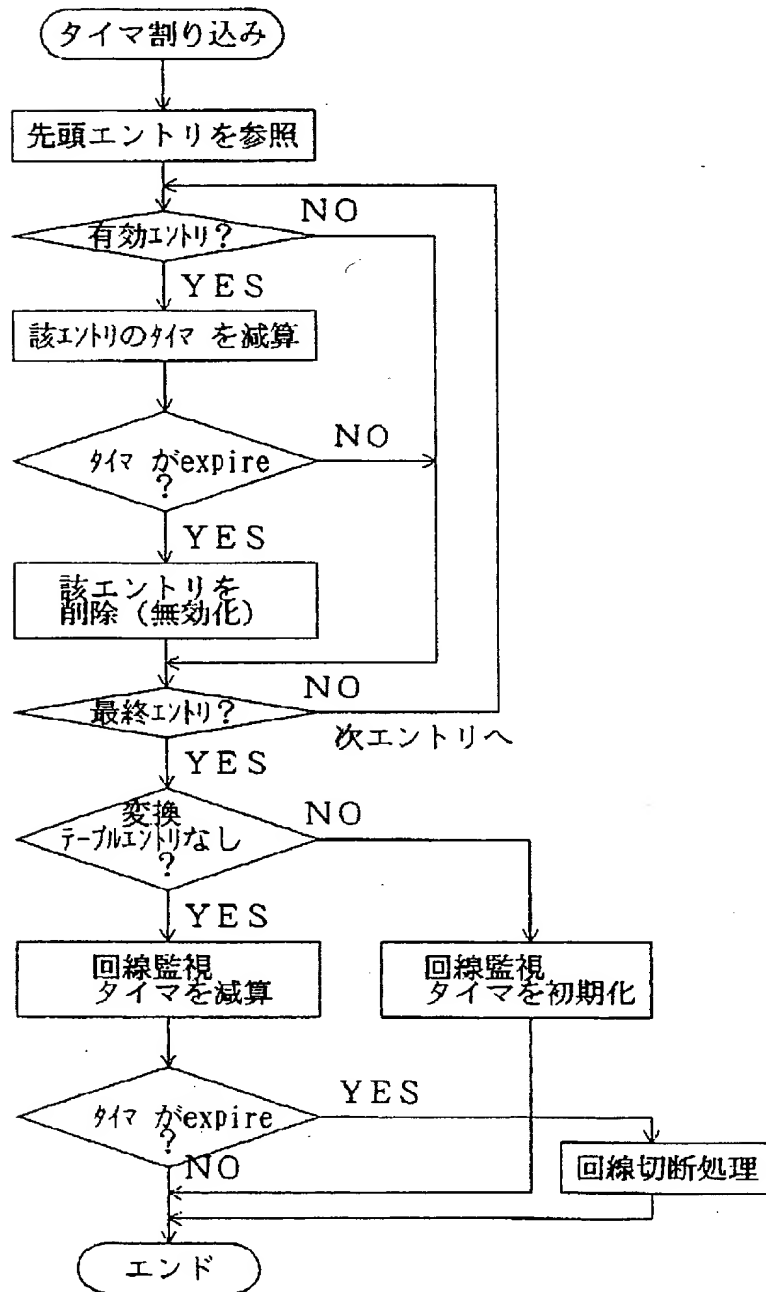 タイマ割り込み
先頭エントリを参照
NO
有効エントリ?
YES
該エントリのタイマ を減算
NO
タイマ がexpire
?
YES
該エントリを
削除(無効化)
NO
最終エントリ?
次エントリへ
YES
変換
テーブルエントリなし
?
NO
YES
回線監視
タイマを減算
回線監視
タイマを初期化
タイマ がexpire
?
YES
NO
回線切断処理
エンド